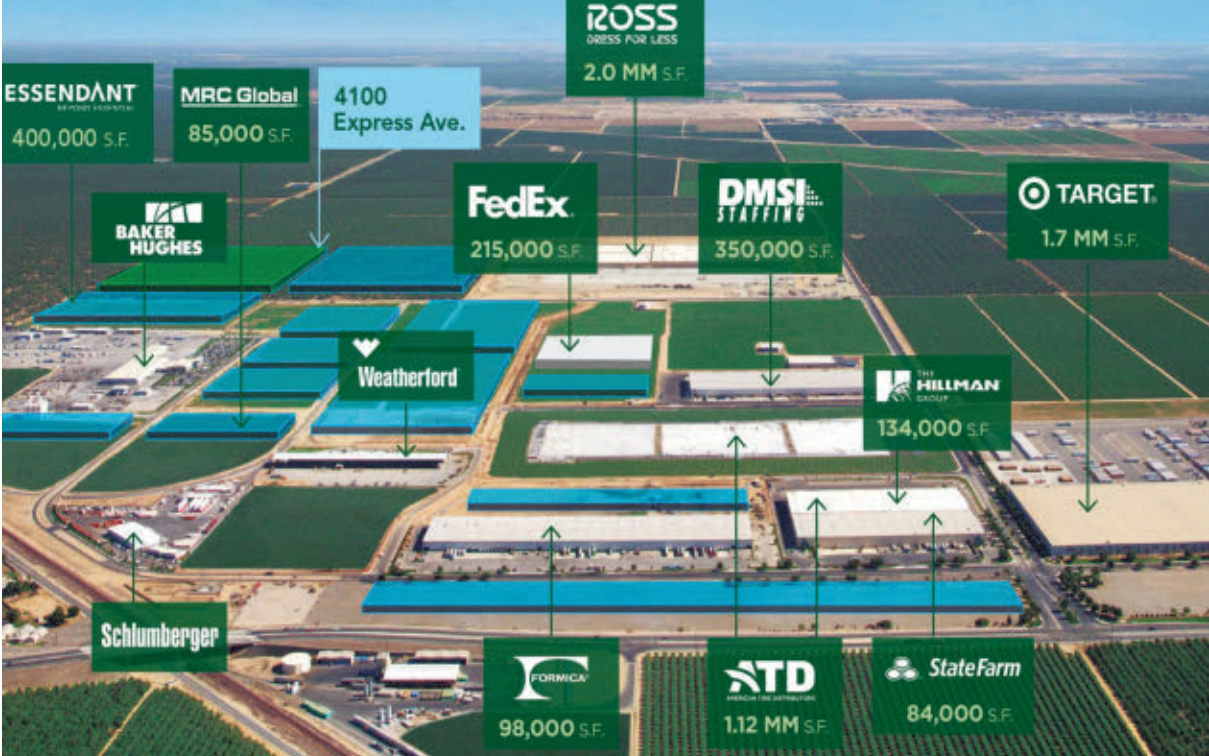 ROSS
DRESS FOR LESS
2.0 MM S.F.
ESSENDANT
400,000 S.F.
MRC Global
85,000 S.F.
4100
Express Ave.
BAKER
HUGHES
FedEx.
215,000 S.F.
DMSI
STAFFING
350,000 S.F.
TARGET®
1.7 MM S.F.
Weatherford
THE
HILLMAN
GROUP
134,000 S.F.
Schlumberger
FORMICA®
98,000 S.F.
ATD
AMERICAN TIRE DISTRIBUTORS
1.12 MM S.F.
StateFarm
84,000 S.F.